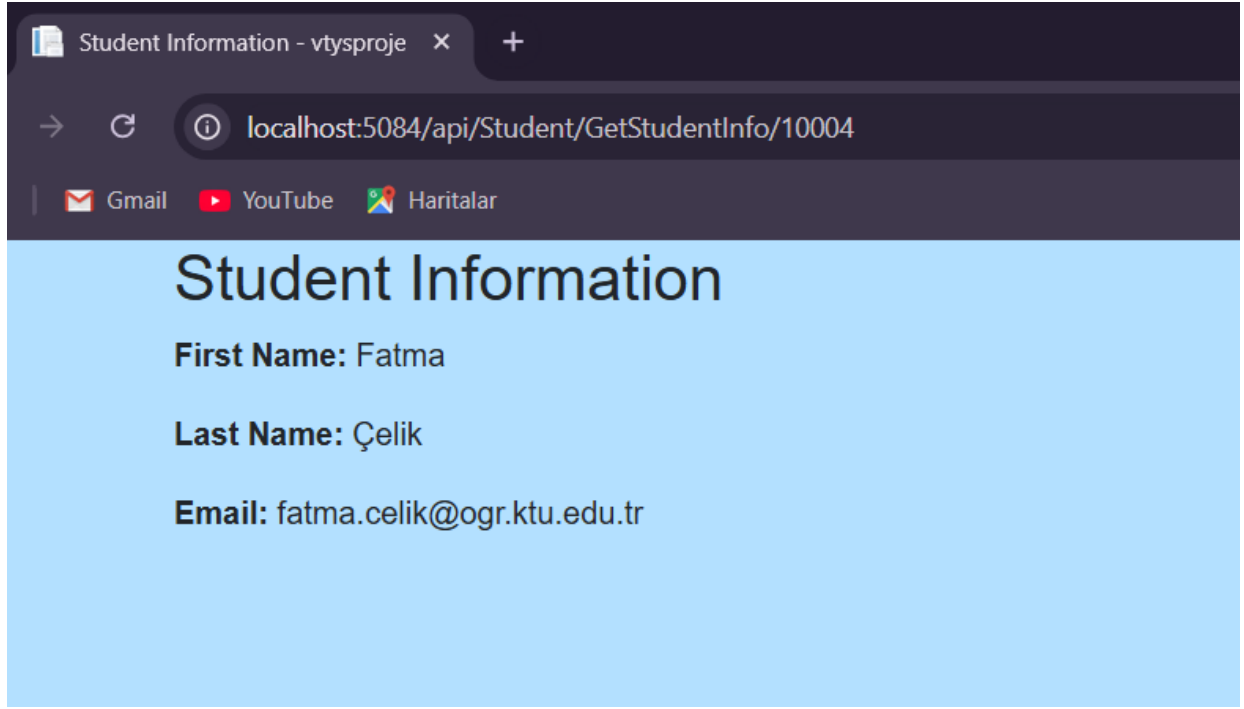 Student Information - vtysproje
localhost:5084/api/Student/GetStudentInfo/10004
Gmail YouTube Haritalar
Student Information
First Name: Fatma
Last Name: Çelik
Email: fatma.celik@ogr.ktu.edu.tr